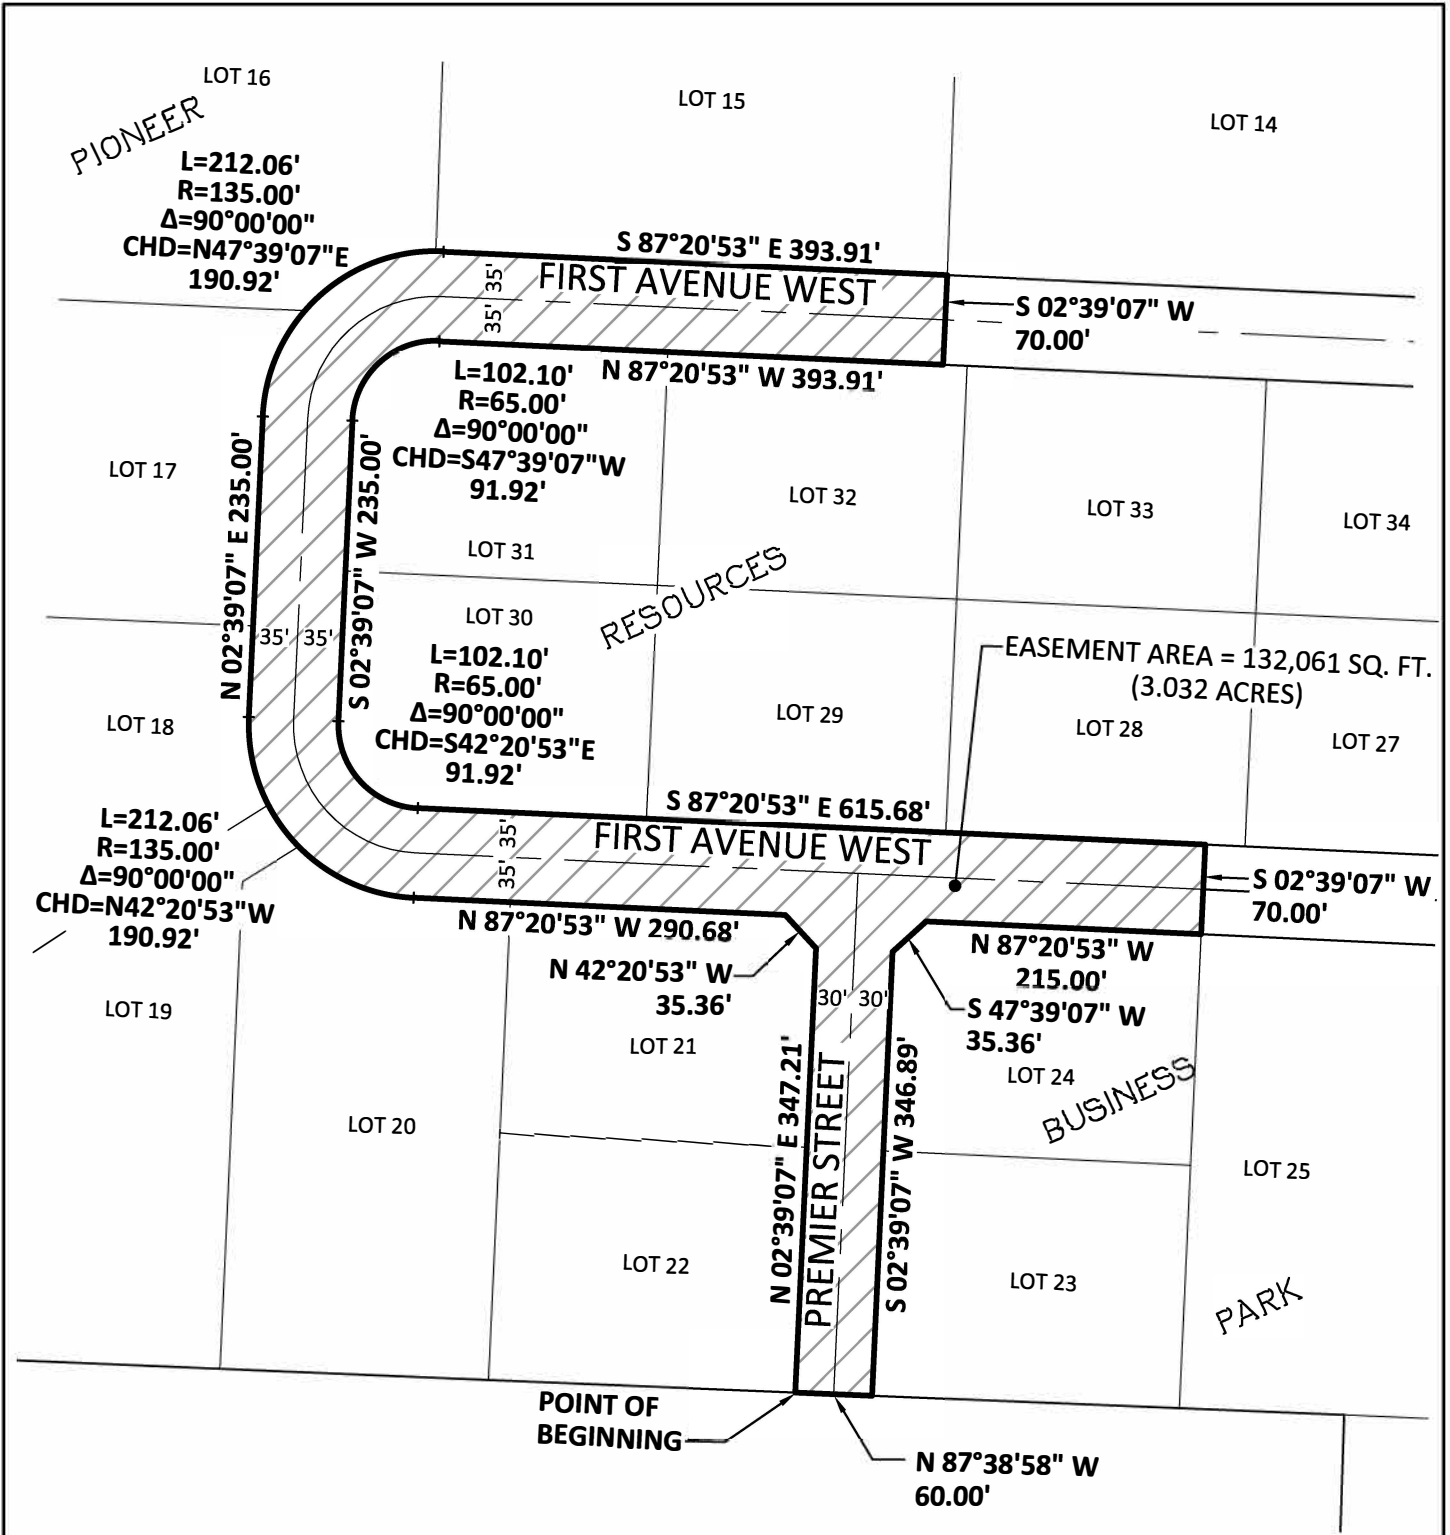 LOT 16
LOT 15
LOT 14
PIONEER
L=212.06'
R=135.00'
Δ=90°00'00"
CHD=N47°39'07"E
190.92'
S 87°20'53" E 393.91'
FIRST AVENUE WEST
35'
35'
S 02°39'07" W
70.00'
N 87°20'53" W 393.91'
L=102.10'
R=65.00'
Δ=90°00'00"
CHD=S47°39'07"W
91.92'
LOT 17
N 02°39'07" E 235.00'
S 02°39'07" W 235.00'
35'
35'
LOT 32
LOT 33
LOT 34
LOT 31
RESOURCES
LOT 30
L=102.10'
R=65.00'
Δ=90°00'00"
CHD=S42°20'53"E
91.92'
EASEMENT AREA = 132,061 SQ. FT.
(3.032 ACRES)
LOT 18
LOT 29
LOT 28
LOT 27
S 87°20'53" E 615.68'
FIRST AVENUE WEST
35'
35'
L=212.06'
R=135.00'
Δ=90°00'00"
CHD=N42°20'53"W
190.92'
S 02°39'07" W
70.00'
N 87°20'53" W 290.68'
N 42°20'53" W
35.36'
N 87°20'53" W
215.00'
S 47°39'07" W
35.36'
30'
30'
LOT 19
LOT 21
LOT 24
BUSINESS
LOT 20
N 02°39'07" E 347.21'
PREMIER STREET
S 02°39'07" W 346.89'
LOT 25
LOT 22
LOT 23
PARK
POINT OF
BEGINNING
N 87°38'58" W
60.00'